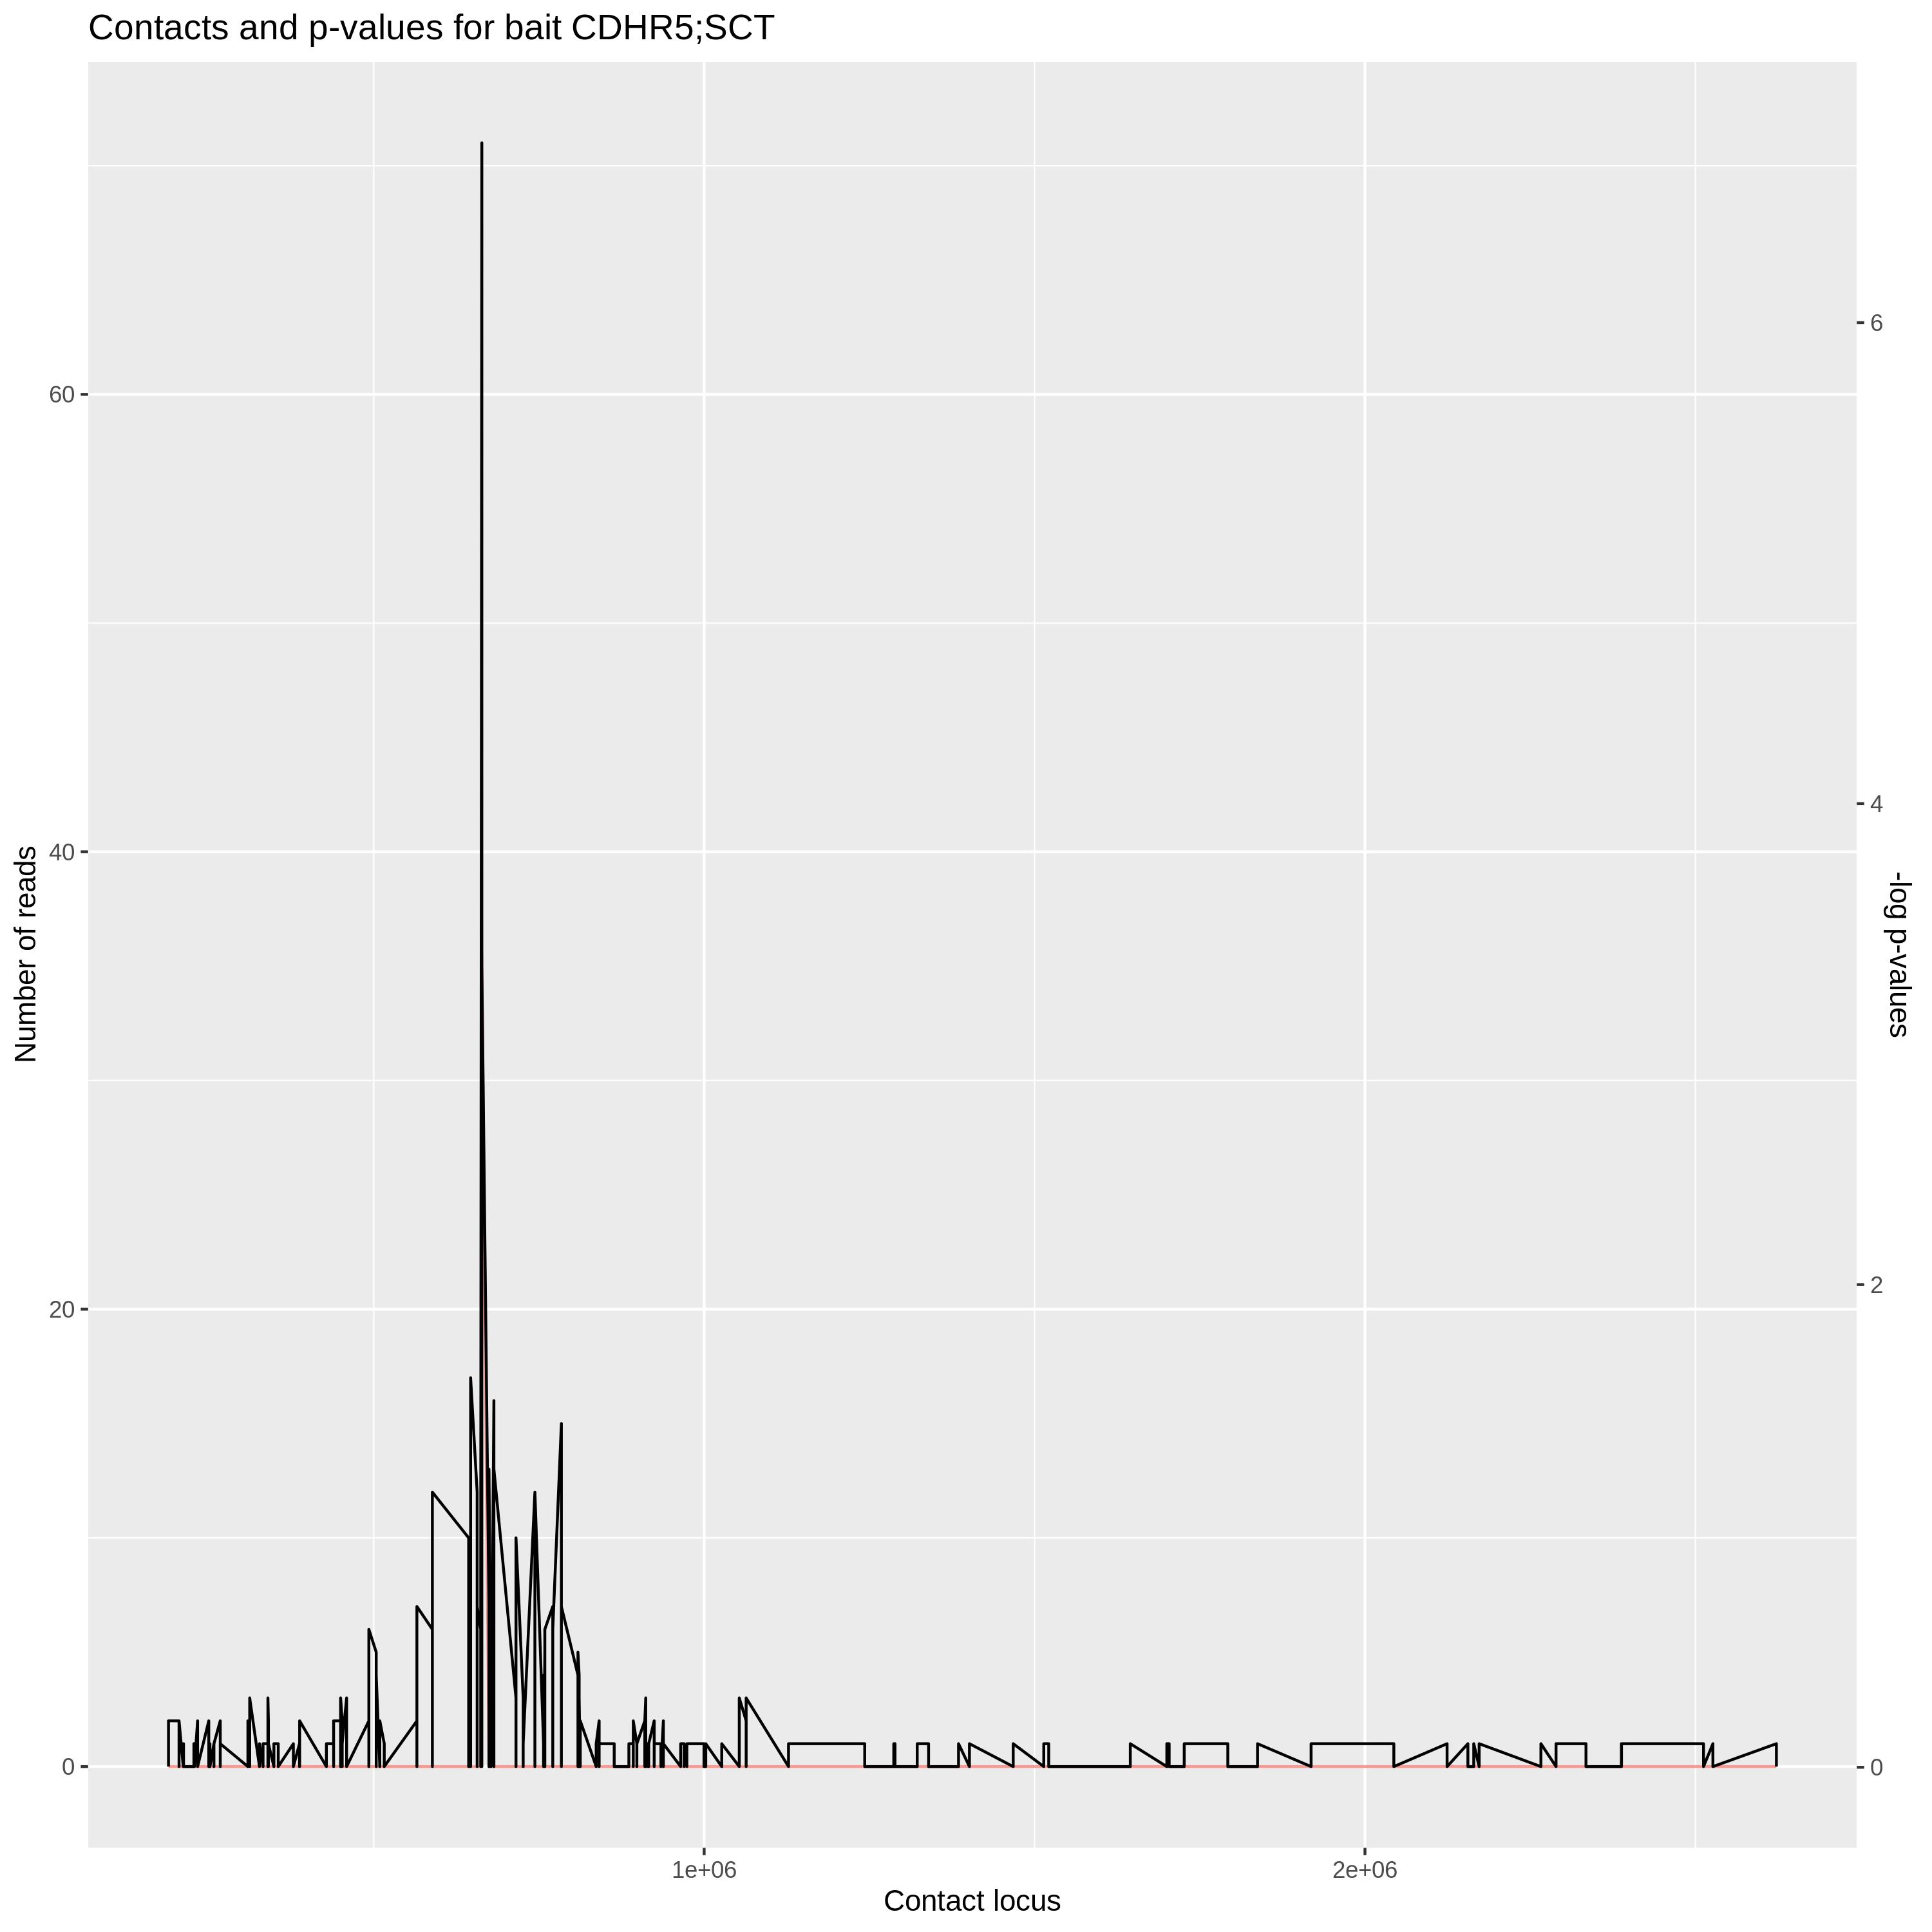 Contacts and p-values for bait CDHR5;SCT
60
40
20
0
6
4
2
0
Number of reads
-log p-values
1e+06
2e+06
Contact locus